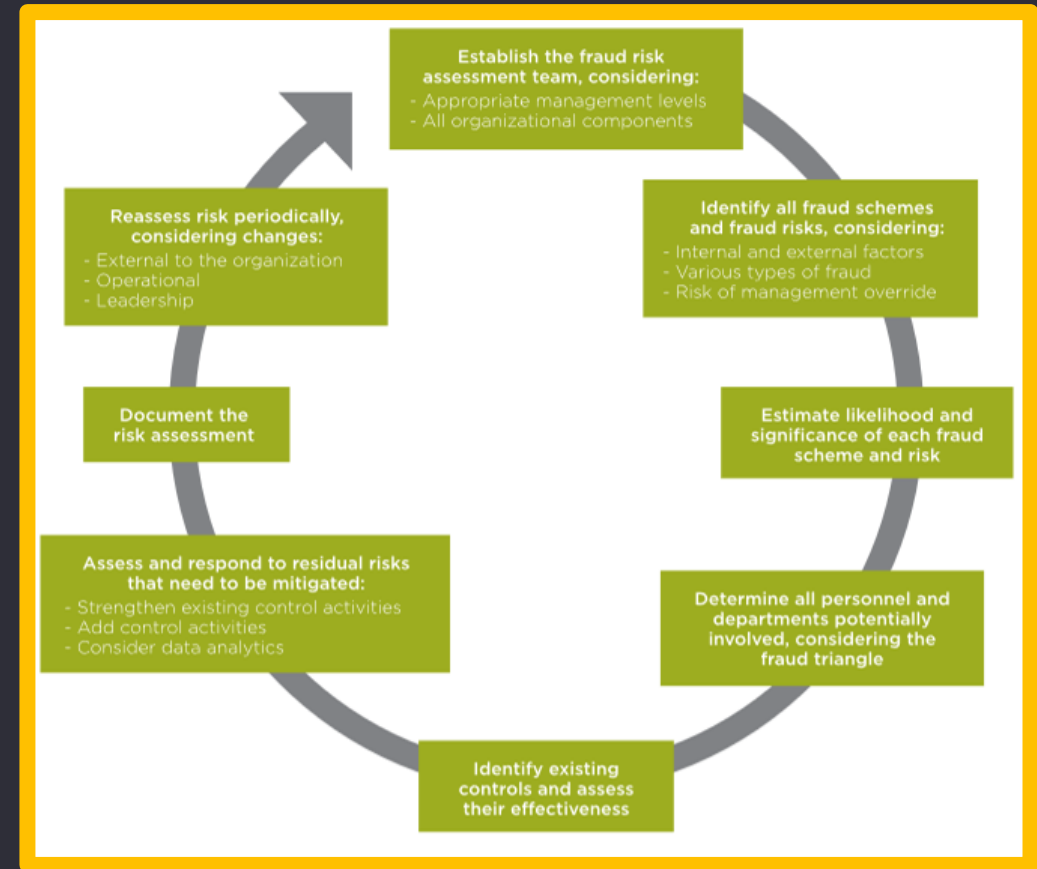 Establish the fraud risk
assessment team, considering:
- Appropriate management levels
- All organizational components
Identify all fraud schemes
and fraud risks, considering:
- Internal and external factors
- Various types of fraud
- Risk of management override
Estimate likelihood and
significance of each fraud
scheme and risk
Determine all personnel and
departments potentially
involved, considering the
fraud triangle
Identify existing
controls and assess
their effectiveness
Assess and respond to residual risks
that need to be mitigated:
- Strengthen existing control activities
- Add control activities
- Consider data analytics
Document the
risk assessment
Reassess risk periodically,
considering changes:
- External to the organization
- Operational
- Leadership